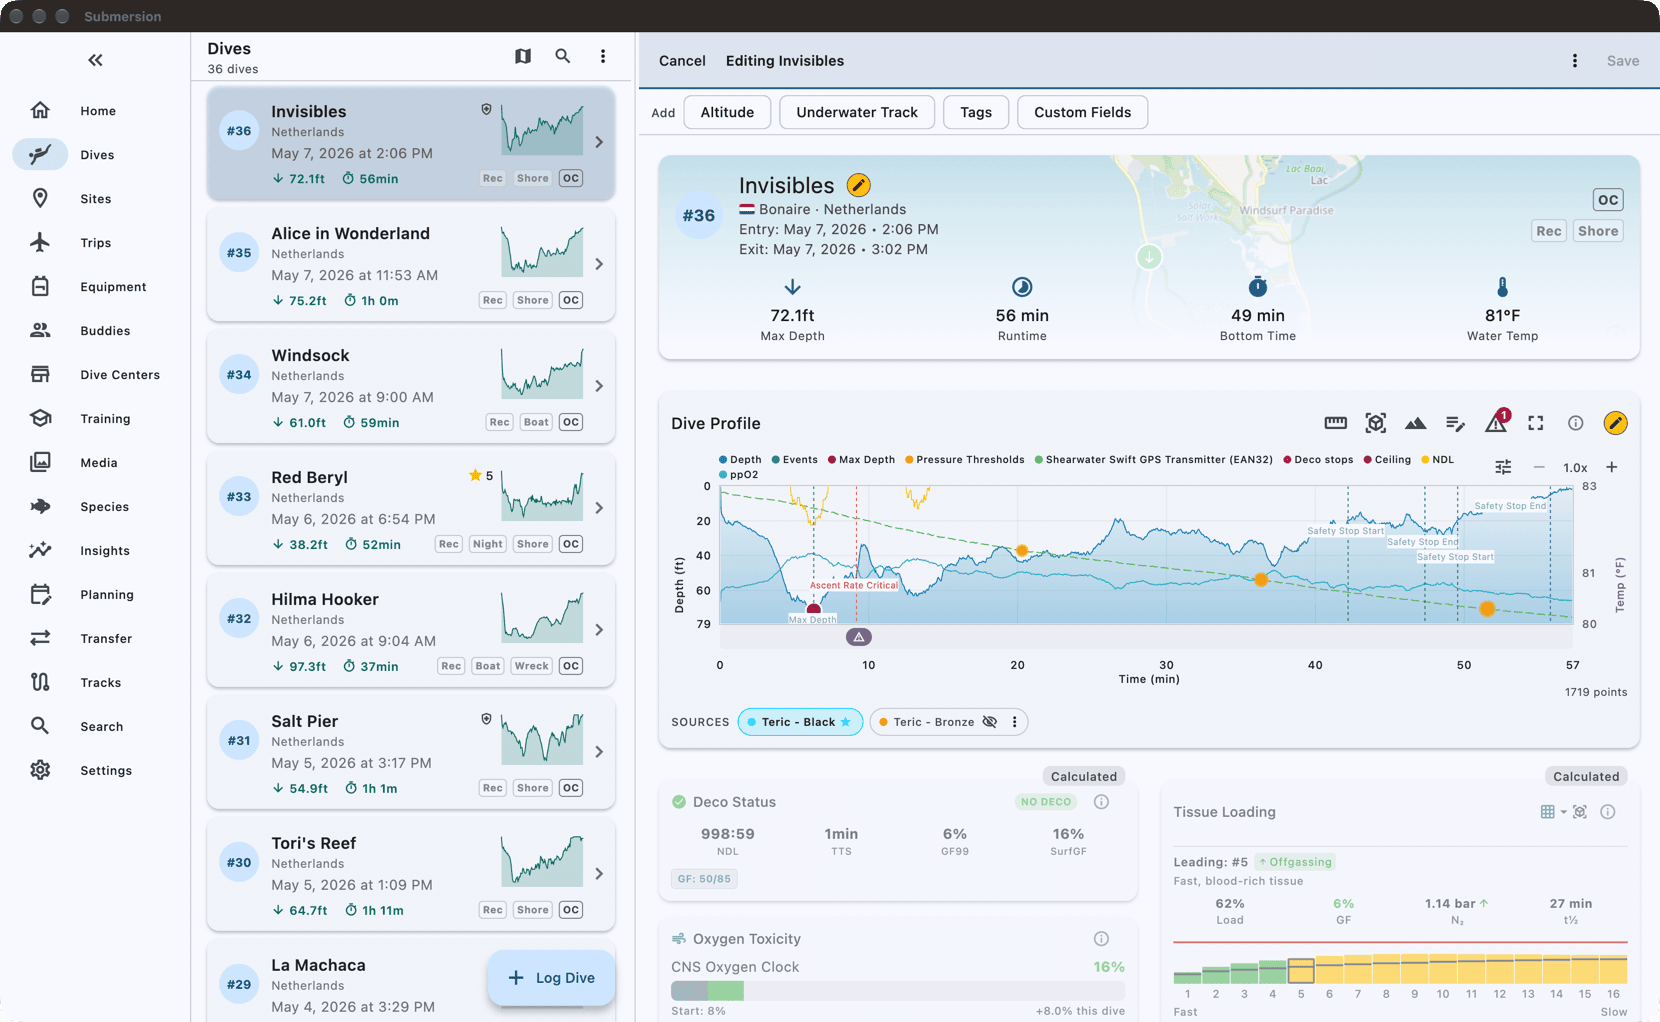 Submersion
Home
Dives
Sites
Trips
Equipment
Buddies
Dive Centers
Training
Media
Species
Insights
Planning
Transfer
Tracks
Search
Settings
Dives
36 dives
#36
Invisibles
Netherlands
May 7, 2026 at 2:06 PM
72.1ft 56min
Rec Shore OC
#35
Alice in Wonderland
Netherlands
May 7, 2026 at 11:53 AM
75.2ft 1h 0m
Rec Shore OC
#34
Windsock
Netherlands
May 7, 2026 at 9:00 AM
61.0ft 59min
Rec Boat OC
#33
Red Beryl
5
Netherlands
May 6, 2026 at 6:54 PM
38.2ft 52min
Rec Night Shore OC
#32
Hilma Hooker
Netherlands
May 6, 2026 at 9:04 AM
97.3ft 37min
Rec Boat Wreck OC
#31
Salt Pier
Netherlands
May 5, 2026 at 3:17 PM
54.9ft 1h 1m
Rec Shore OC
#30
Tori's Reef
Netherlands
May 5, 2026 at 1:09 PM
64.7ft 1h 11m
Rec Shore OC
#29
La Machaca
Netherlands
May 4, 2026 at 3:29 PM
+ Log Dive
Cancel Editing Invisibles Save
Add Altitude Underwater Track Tags Custom Fields
#36
Invisibles
Bonaire · Netherlands
Entry: May 7, 2026 • 2:06 PM
Exit: May 7, 2026 • 3:02 PM
Lac Baai
Lac
Windsurf Paradise
OC
Rec Shore
72.1ft
Max Depth
56 min
Runtime
49 min
Bottom Time
81°F
Water Temp
Dive Profile
1
Depth Events Max Depth Pressure Thresholds Shearwater Swift GPS Transmitter (EAN32) Deco stops Ceiling NDL
ppO2
1.0x
0
20
40
60
79
Depth (ft)
83
81
80
Temp (°F)
Ascent Rate Critical
Max Depth
Safety Stop Start
Safety Stop End
Safety Stop Start
Safety Stop End
0 10 20 30 40 50 57
Time (min)
1719 points
SOURCES Teric - Black Teric - Bronze
Calculated
Deco Status
NO DECO
998:59
NDL
1min
TTS
6%
GF99
16%
SurfGF
GF: 50/85
Oxygen Toxicity
CNS Oxygen Clock 16%
Start: 8% +8.0% this dive
Calculated
Tissue Loading
Leading: #5 ↑ Offgassing
Fast, blood-rich tissue
62%
Load
6%
GF
1.14 bar ↑
N₂
27 min
t½
1 2 3 4 5 6 7 8 9 10 11 12 13 14 15 16
Fast Slow